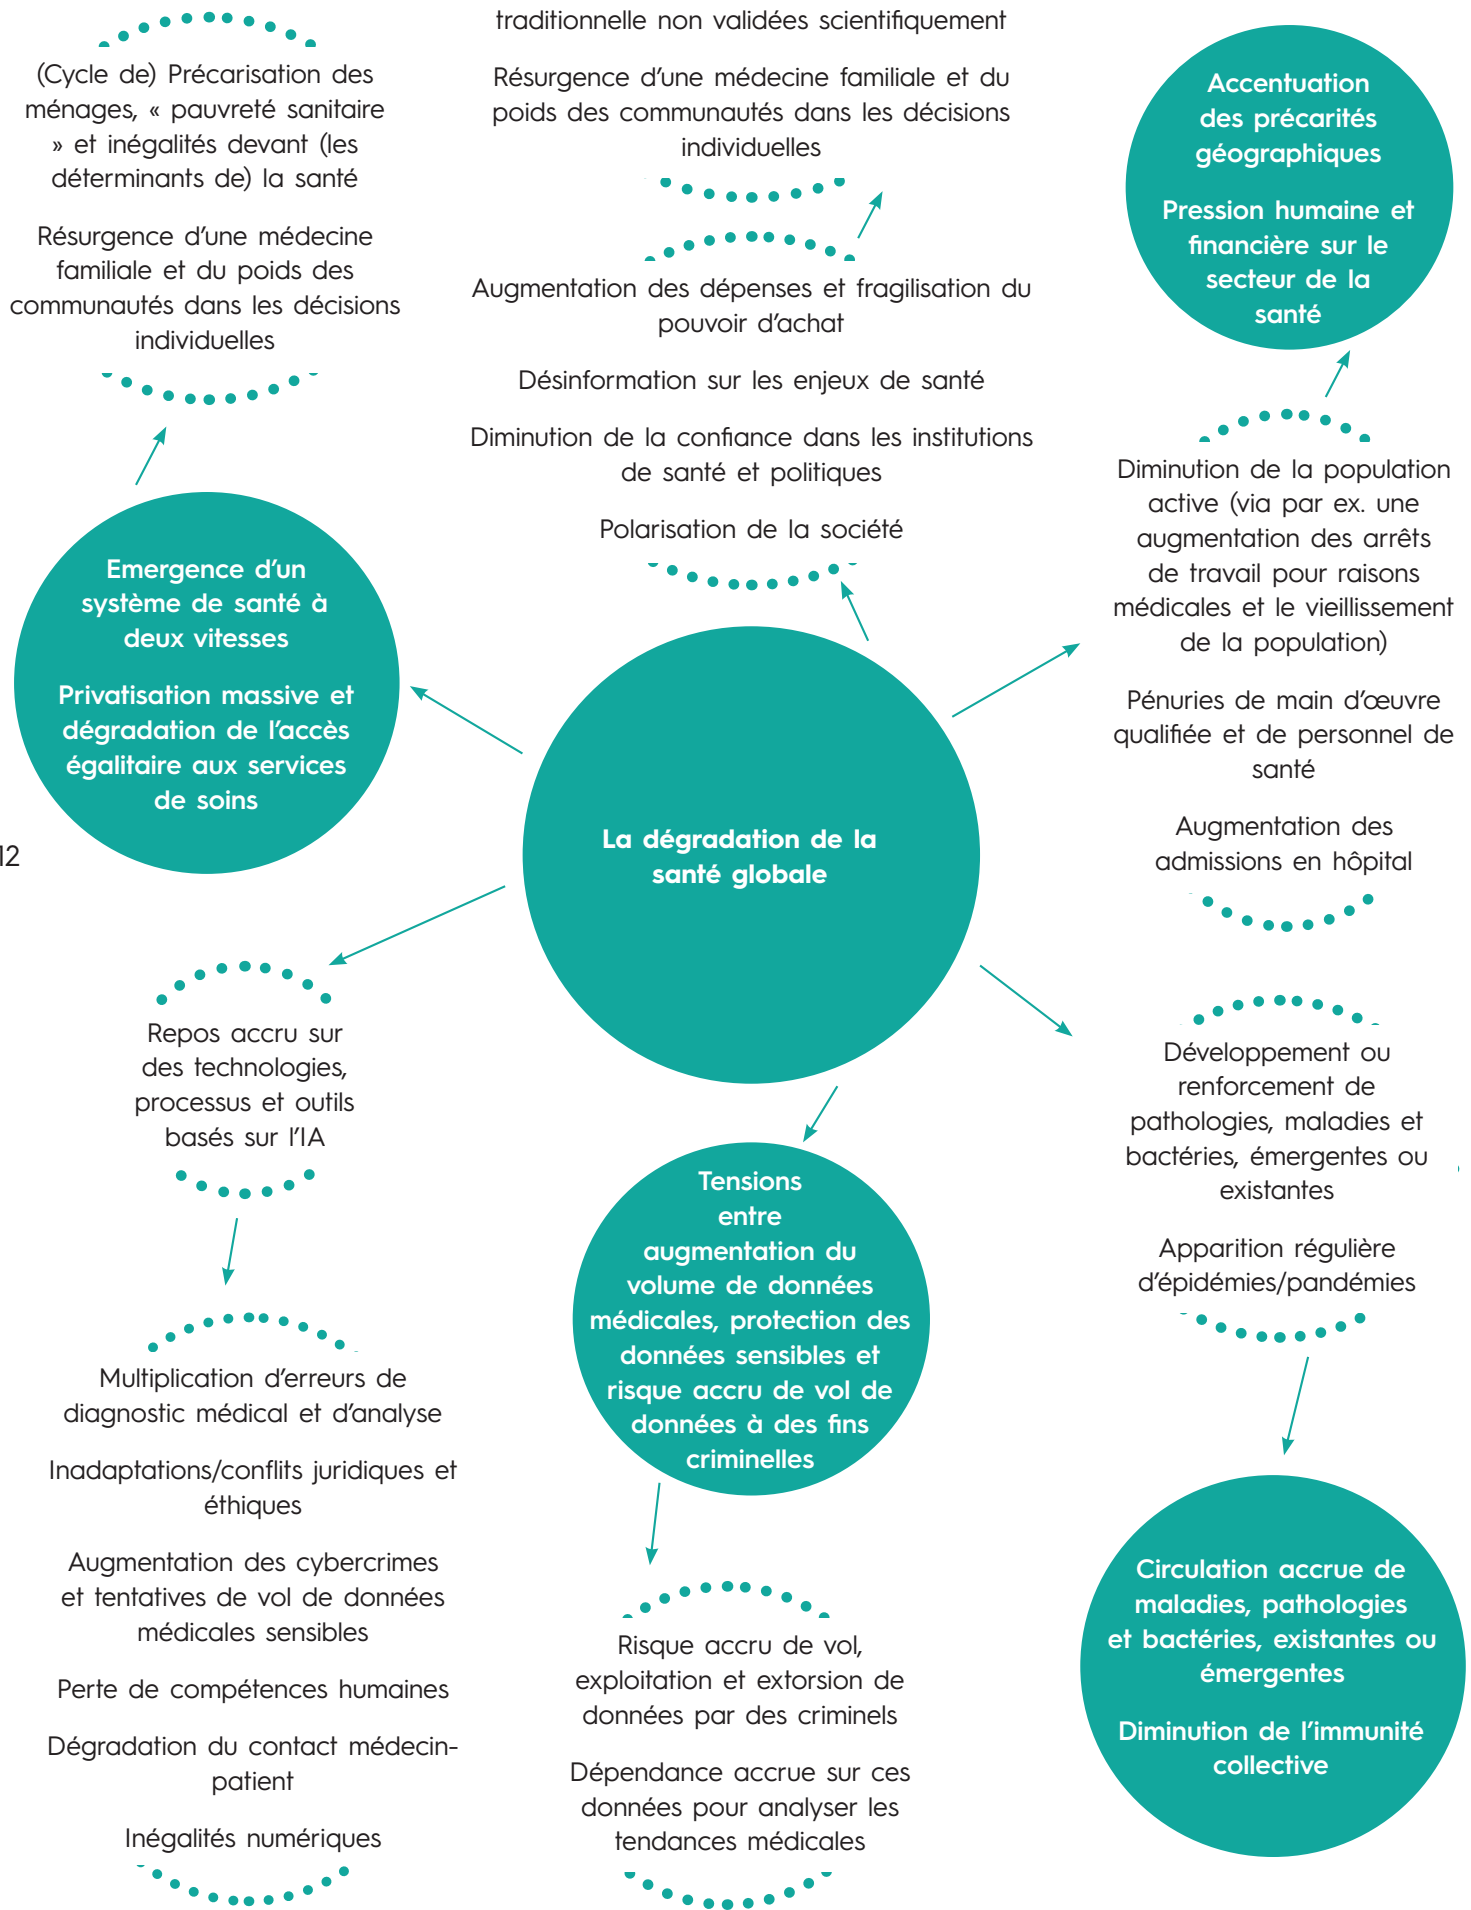 (Cycle de) Précarisation des
ménages, « pauvreté sanitaire
» et inégalités devant (les
déterminants de) la santé
Résurgence d’une médecine
familiale et du poids des
communautés dans les décisions
individuelles
traditionnelle non validées scientifiquement
Résurgence d’une médecine familiale et du
poids des communautés dans les décisions
individuelles
Accentuation
des précarités
géographiques
Pression humaine et
financière sur le
secteur de la
santé
Augmentation des dépenses et fragilisation du
pouvoir d’achat
Désinformation sur les enjeux de santé
Diminution de la confiance dans les institutions
de santé et politiques
Polarisation de la société
Diminution de la population
active (via par ex. une
augmentation des arrêts
de travail pour raisons
médicales et le vieillissement
de la population)
Pénuries de main d’œuvre
qualifiée et de personnel de
santé
Augmentation des
admissions en hôpital
Emergence d’un
système de santé à
deux vitesses
Privatisation massive et
dégradation de l’accès
égalitaire aux services
de soins
12
La dégradation de la
santé globale
Repos accru sur
des technologies,
processus et outils
basés sur l’IA
Développement ou
renforcement de
pathologies, maladies et
bactéries, émergentes ou
existantes
Apparition régulière
d’épidémies/pandémies
Tensions
entre
augmentation du
volume de données
médicales, protection des
données sensibles et
risque accru de vol de
données à des fins
criminelles
Multiplication d’erreurs de
diagnostic médical et d’analyse
Inadaptations/conflits juridiques et
éthiques
Augmentation des cybercrimes
et tentatives de vol de données
médicales sensibles
Perte de compétences humaines
Dégradation du contact médecin-
patient
Inégalités numériques
Risque accru de vol,
exploitation et extorsion de
données par des criminels
Dépendance accrue sur ces
données pour analyser les
tendances médicales
Circulation accrue de
maladies, pathologies
et bactéries, existantes ou
émergentes
Diminution de l’immunité
collective